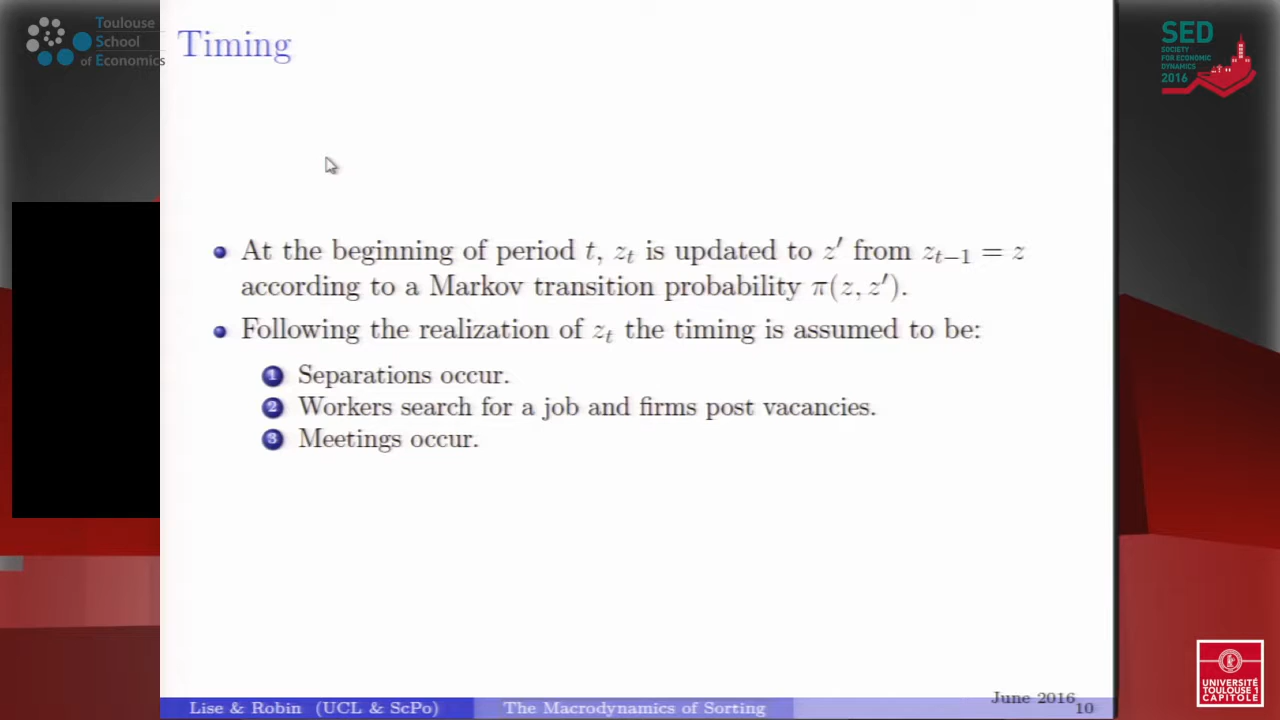 Toulouse
School
of Economics
Timing
SED
SOCIETY
FOR ECONOMIC
DYNAMICS
2016
At the beginning of period t, z_t is updated to z′ from z_{t−1} = z
according to a Markov transition probability π(z, z′).
Following the realization of z_t the timing is assumed to be:
1 Separations occur.
2 Workers search for a job and firms post vacancies.
3 Meetings occur.
UNIVERSITÉ
TOULOUSE 1
CAPITOLE
June 2016
Lise & Robin (UCL & ScPo) The Macrodynamics of Sorting 10